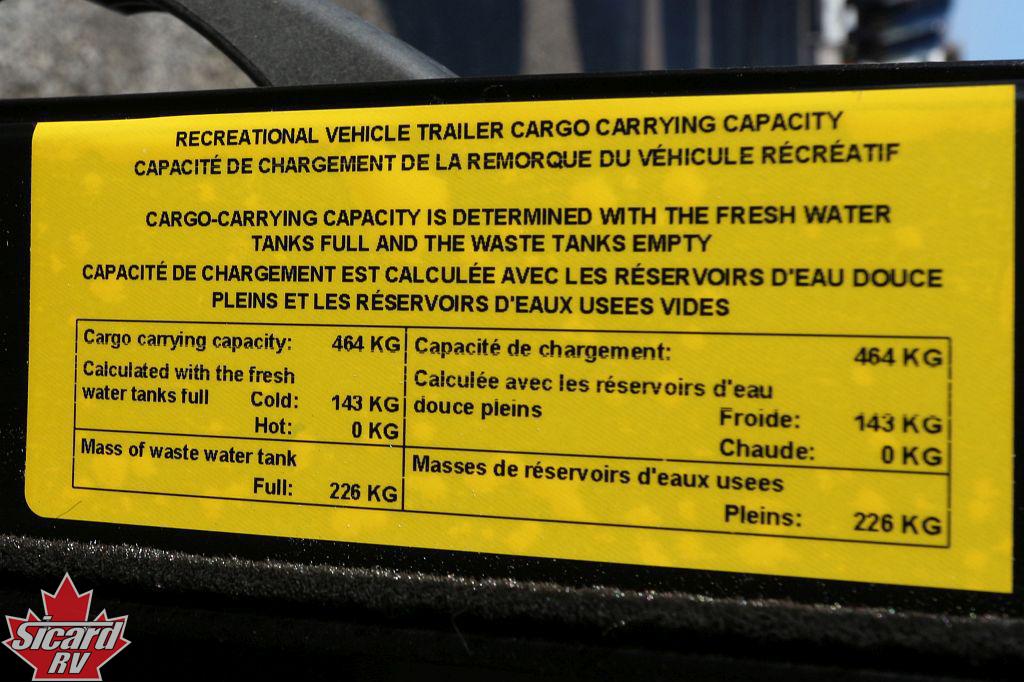 RECREATIONAL VEHICLE TRAILER CARGO CARRYING CAPACITY
CAPACITÉ DE CHARGEMENT DE LA REMORQUE DU VÉHICULE RÉCRÉATIF
CARGO-CARRYING CAPACITY IS DETERMINED WITH THE FRESH WATER
TANKS FULL AND THE WASTE TANKS EMPTY
CAPACITÉ DE CHARGEMENT EST CALCULÉE AVEC LES RÉSERVOIRS D'EAU DOUCE
PLEINS ET LES RÉSERVOIRS D'EAUX USEES VIDES
Cargo carrying capacity: 464 KG
Calculated with the fresh
water tanks full Cold: 143 KG
Hot: 0 KG
Mass of waste water tank
Full: 226 KG
Capacité de chargement: 464 KG
Calculée avec les réservoirs d'eau
douce pleins Froide: 143 KG
Chaude: 0 KG
Masses de réservoirs d'eaux usees
Pleins: 226 KG
Sicard
RV